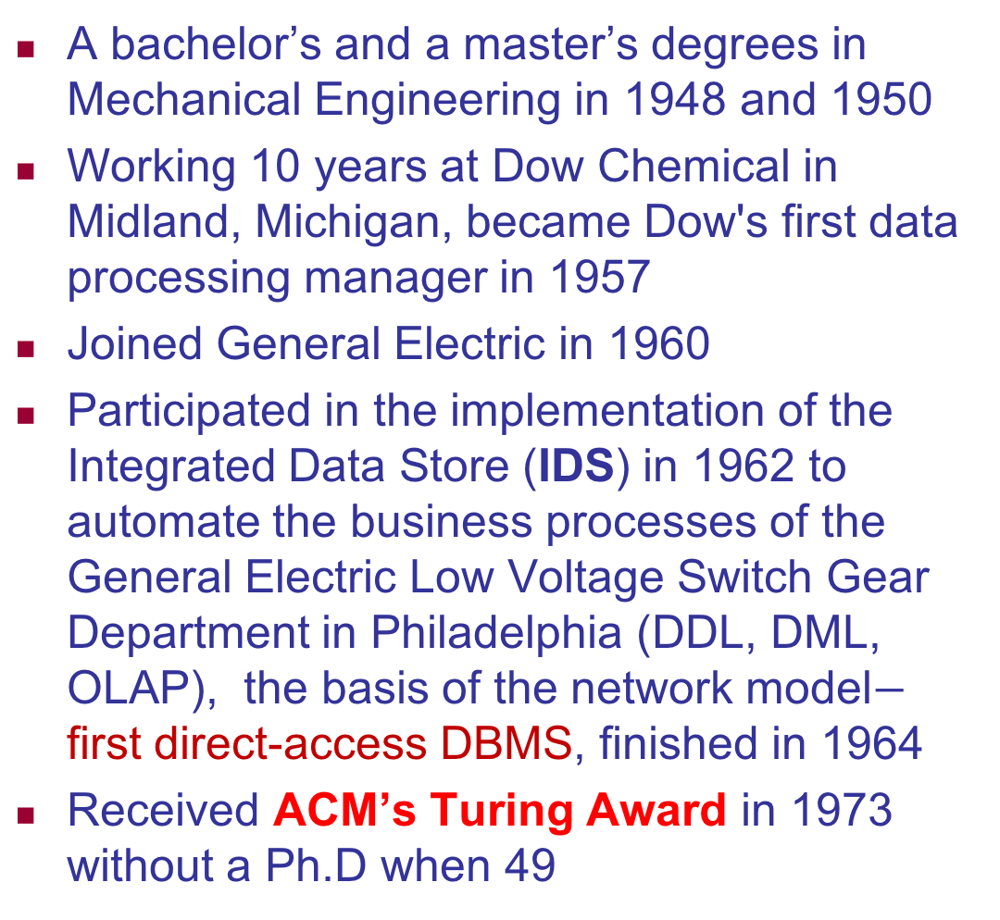 A bachelor’s and a master’s degrees in
Mechanical Engineering in 1948 and 1950
Working 10 years at Dow Chemical in
Midland, Michigan, became Dow's first data
processing manager in 1957
Joined General Electric in 1960
Participated in the implementation of the
Integrated Data Store (IDS) in 1962 to
automate the business processes of the
General Electric Low Voltage Switch Gear
Department in Philadelphia (DDL, DML,
OLAP),  the basis of the network model—
first direct-access DBMS, finished in 1964
Received ACM’s Turing Award in 1973
without a Ph.D when 49